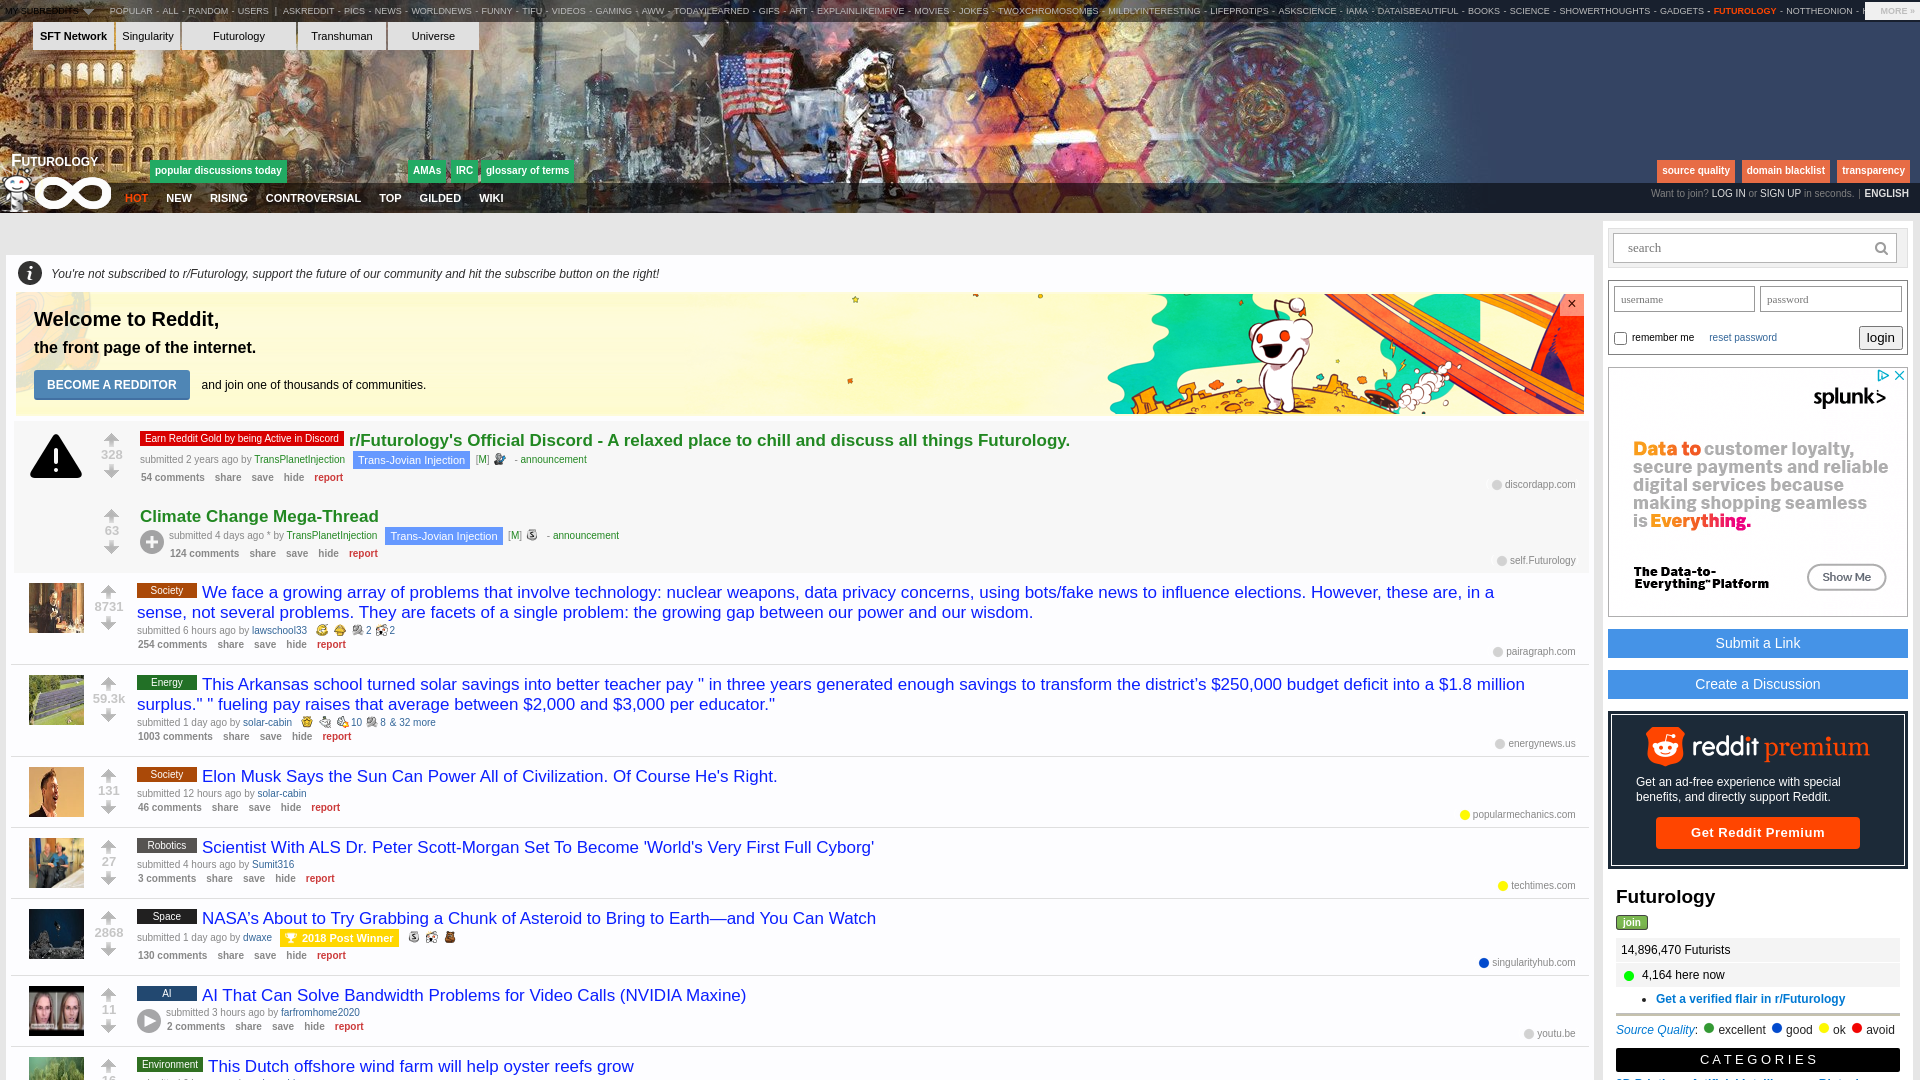 MY SUBREDDITS POPULAR - ALL - RANDOM - USERS | ASKREDDIT - PICS - NEWS - WORLDNEWS - FUNNY - TIFU - VIDEOS - GAMING - AWW - TODAYILEARNED - GIFS - ART - EXPLAINLIKEIMFIVE - MOVIES - JOKES - TWOXCHROMOSOMES - MILDLYINTERESTING - LIFEPROTIPS - ASKSCIENCE - IAMA - DATAISBEAUTIFUL - BOOKS - SCIENCE - SHOWERTHOUGHTS - GADGETS - FUTUROLOGY - NOTTHEONION - MORE »
SFT Network Singularity Futurology Transhuman Universe
FUTUROLOGY
popular discussions today AMAs IRC glossary of terms source quality domain blacklist transparency
HOT NEW RISING CONTROVERSIAL TOP GILDED WIKI
Want to join? LOG IN or SIGN UP in seconds. | ENGLISH
You're not subscribed to r/Futurology, support the future of our community and hit the subscribe button on the right!
Welcome to Reddit,
the front page of the internet.
BECOME A REDDITOR and join one of thousands of communities.
×
Earn Reddit Gold by being Active in Discord r/Futurology's Official Discord - A relaxed place to chill and discuss all things Futurology.
328
submitted 2 years ago by TransPlanetInjection Trans-Jovian Injection [M] - announcement
54 comments share save hide report
discordapp.com
Climate Change Mega-Thread
63
submitted 4 days ago * by TransPlanetInjection Trans-Jovian Injection [M] - announcement
124 comments share save hide report
self.Futurology
Society We face a growing array of problems that involve technology: nuclear weapons, data privacy concerns, using bots/fake news to influence elections. However, these are, in a
8731
sense, not several problems. They are facets of a single problem: the growing gap between our power and our wisdom.
submitted 6 hours ago by lawschool33 2 2
254 comments share save hide report
pairagraph.com
Energy This Arkansas school turned solar savings into better teacher pay " in three years generated enough savings to transform the district’s $250,000 budget deficit into a $1.8 million
59.3k
surplus." " fueling pay raises that average between $2,000 and $3,000 per educator."
submitted 1 day ago by solar-cabin 10 8 & 32 more
1003 comments share save hide report
energynews.us
Society Elon Musk Says the Sun Can Power All of Civilization. Of Course He's Right.
131
submitted 12 hours ago by solar-cabin
46 comments share save hide report
popularmechanics.com
Robotics Scientist With ALS Dr. Peter Scott-Morgan Set To Become 'World's Very First Full Cyborg'
27
submitted 4 hours ago by Sumit316
3 comments share save hide report
techtimes.com
Space NASA’s About to Try Grabbing a Chunk of Asteroid to Bring to Earth—and You Can Watch
2868
submitted 1 day ago by dwaxe 2018 Post Winner
130 comments share save hide report
singularityhub.com
AI AI That Can Solve Bandwidth Problems for Video Calls (NVIDIA Maxine)
11
submitted 3 hours ago by farfromhome2020
2 comments share save hide report
youtu.be
Environment This Dutch offshore wind farm will help oyster reefs grow
search
username password
remember me reset password login
splunk>
Data to customer loyalty,
secure payments and reliable
digital services because
making shopping seamless
is Everything.
The Data-to-
Everything™ Platform
Show Me
Submit a Link
Create a Discussion
reddit premium
Get an ad-free experience with special
benefits, and directly support Reddit.
Get Reddit Premium
Futurology
join
14,896,470 Futurists
4,164 here now
Get a verified flair in r/Futurology
Source Quality: excellent good ok avoid
CATEGORIES